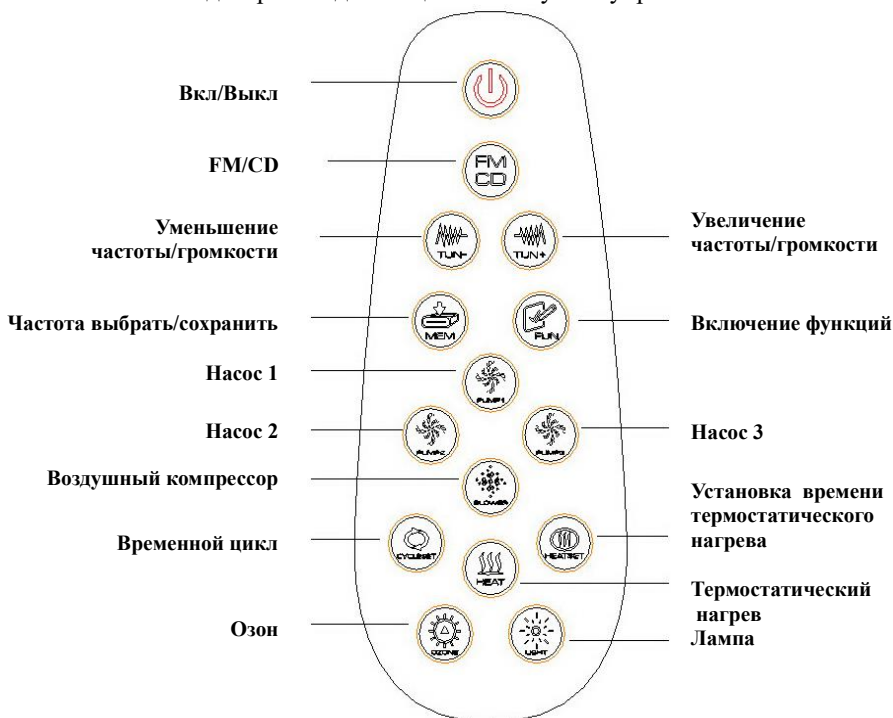 Вкл/Выкл
FM/CD
FM
CD
Уменьшение
частоты/громкости
TUN-
TUN+
Увеличение
частоты/громкости
Частота выбрать/сохранить
MEM
FUN
Включение функций
Насос 1
PUMP1
Насос 2
PUMP2
PUMP3
Насос 3
Воздушный компрессор
BLOWER
Установка времени
термостатического
нагрева
Временной цикл
CYCLESET
HEATSET
HEAT
Термостатический
нагрев
Озон
OZONE
LIGHT
Лампа